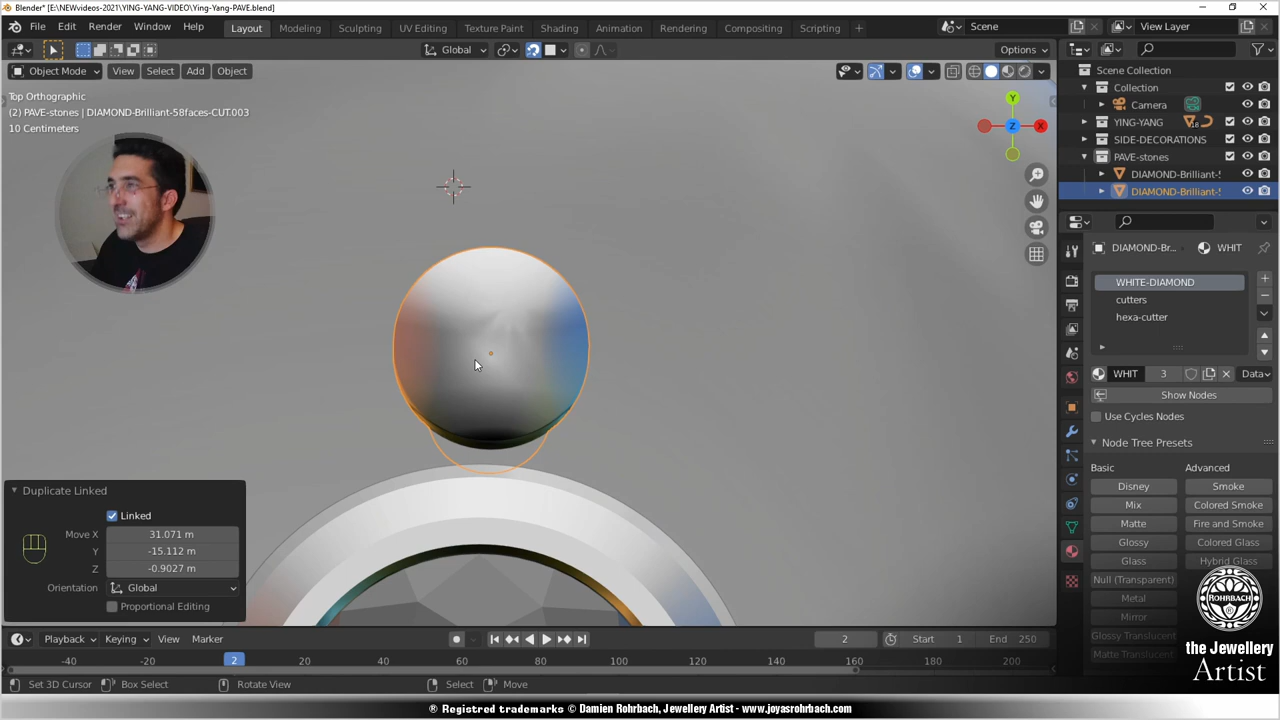 Blender* [E:\NEWvideos-2021\YING-YANG-VIDEO\Ying-Yang-PAVE.blend]
File Edit Render Window Help Layout Modeling Sculpting UV Editing Texture Paint Shading Animation Rendering Compositing Scripting + Scene View Layer
Global Options
Object Mode View Select Add Object
Top Orthographic
(2) PAVE-stones | DIAMOND-Brilliant-58faces-CUT.003
10 Centimeters
Y
Z
X
Scene Collection
Collection
Camera
YING-YANG 18
SIDE-DECORATIONS
PAVE-stones
DIAMOND-Brilliant-5
DIAMOND-Brilliant-5
DIAMOND-Br... WHIT
WHITE-DIAMOND
cutters
hexa-cutter
WHIT 3 Data
Show Nodes
Use Cycles Nodes
Node Tree Presets
Basic Advanced
Disney Smoke
Mix Colored Smoke
Matte Fire and Smoke
Glossy Colored Glass
Glass Hybrid Glass
Null (Transparent)
Metal
Mirror
Glossy Translucent
Matte Translucent
ROHRBACH
the Jewellery
Artist
Duplicate Linked
Linked
Move X 31.071 m
Y -15.112 m
Z -0.9027 m
Orientation Global
Proportional Editing
Playback Keying View Marker 2 Start 1 End 250
-40 -20 2 20 40 60 80 100 120 140 160 180 200
Set 3D Cursor Box Select Rotate View Select Move
® Registered trademarks © Damien Rohrbach, Jewellery Artist - www.joyasrohrbach.com